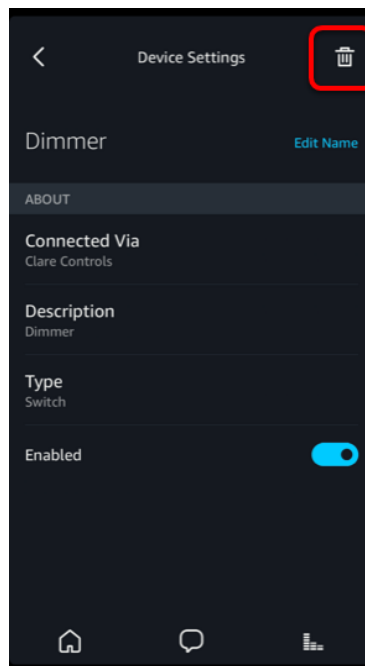 Device Settings
Dimmer
Edit Name
ABOUT
Connected Via
Clare Controls
Description
Dimmer
Type
Switch
Enabled